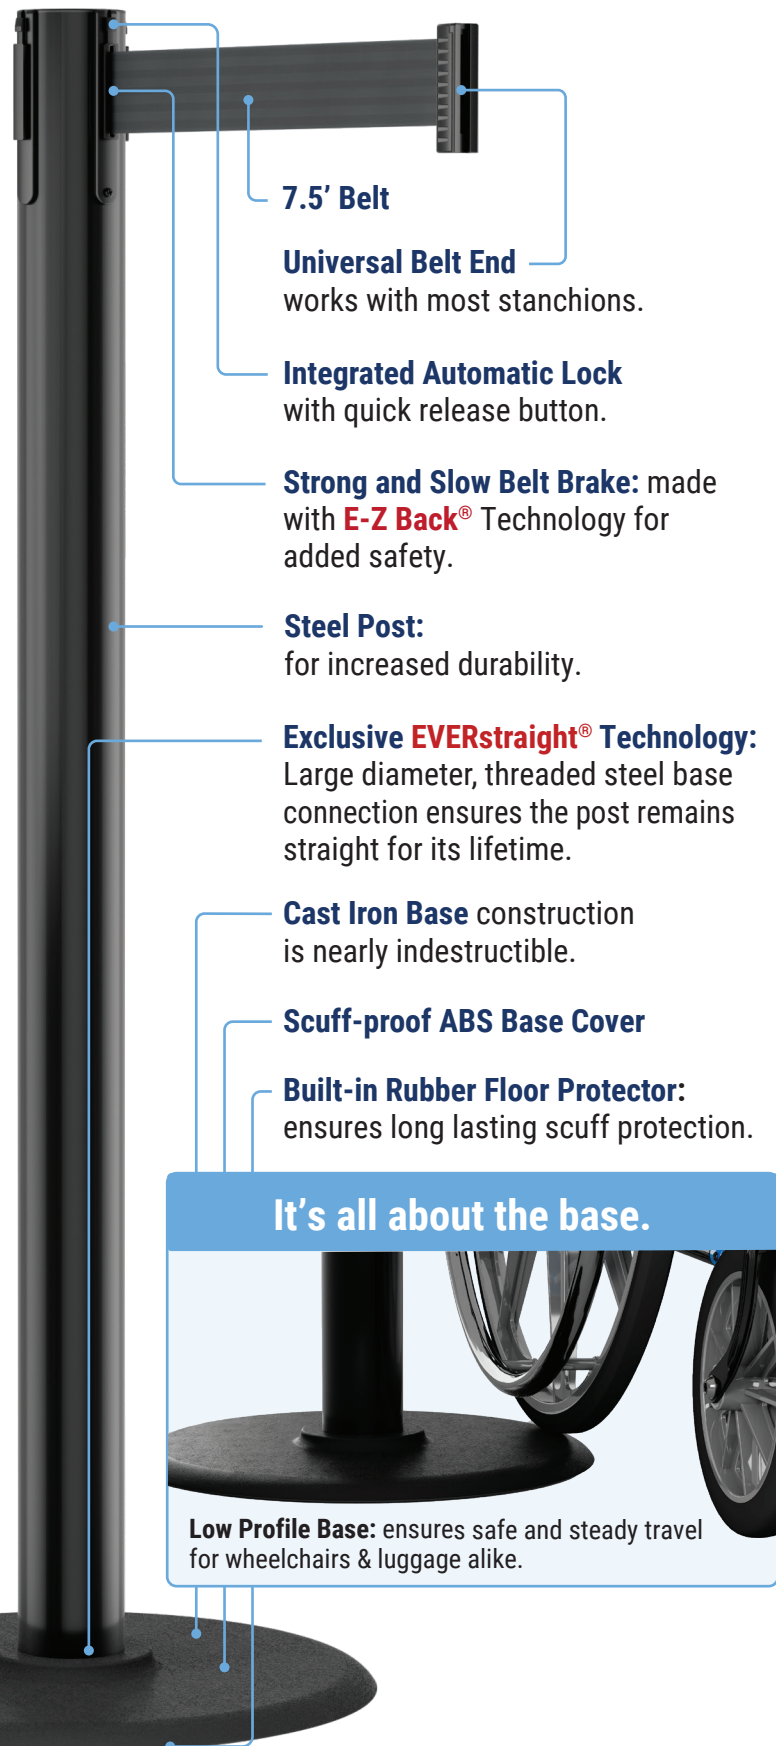 7.5’ Belt
Universal Belt End
works with most stanchions.
Integrated Automatic Lock
with quick release button.
Strong and Slow Belt Brake: made
with E-Z Back® Technology for
added safety.
Steel Post:
for increased durability.
Exclusive EVERstraight® Technology:
Large diameter, threaded steel base
connection ensures the post remains
straight for its lifetime.
Cast Iron Base construction
is nearly indestructible.
Scuff-proof ABS Base Cover
Built-in Rubber Floor Protector:
ensures long lasting scuff protection.
It’s all about the base.
Low Profile Base: ensures safe and steady travel
for wheelchairs & luggage alike.